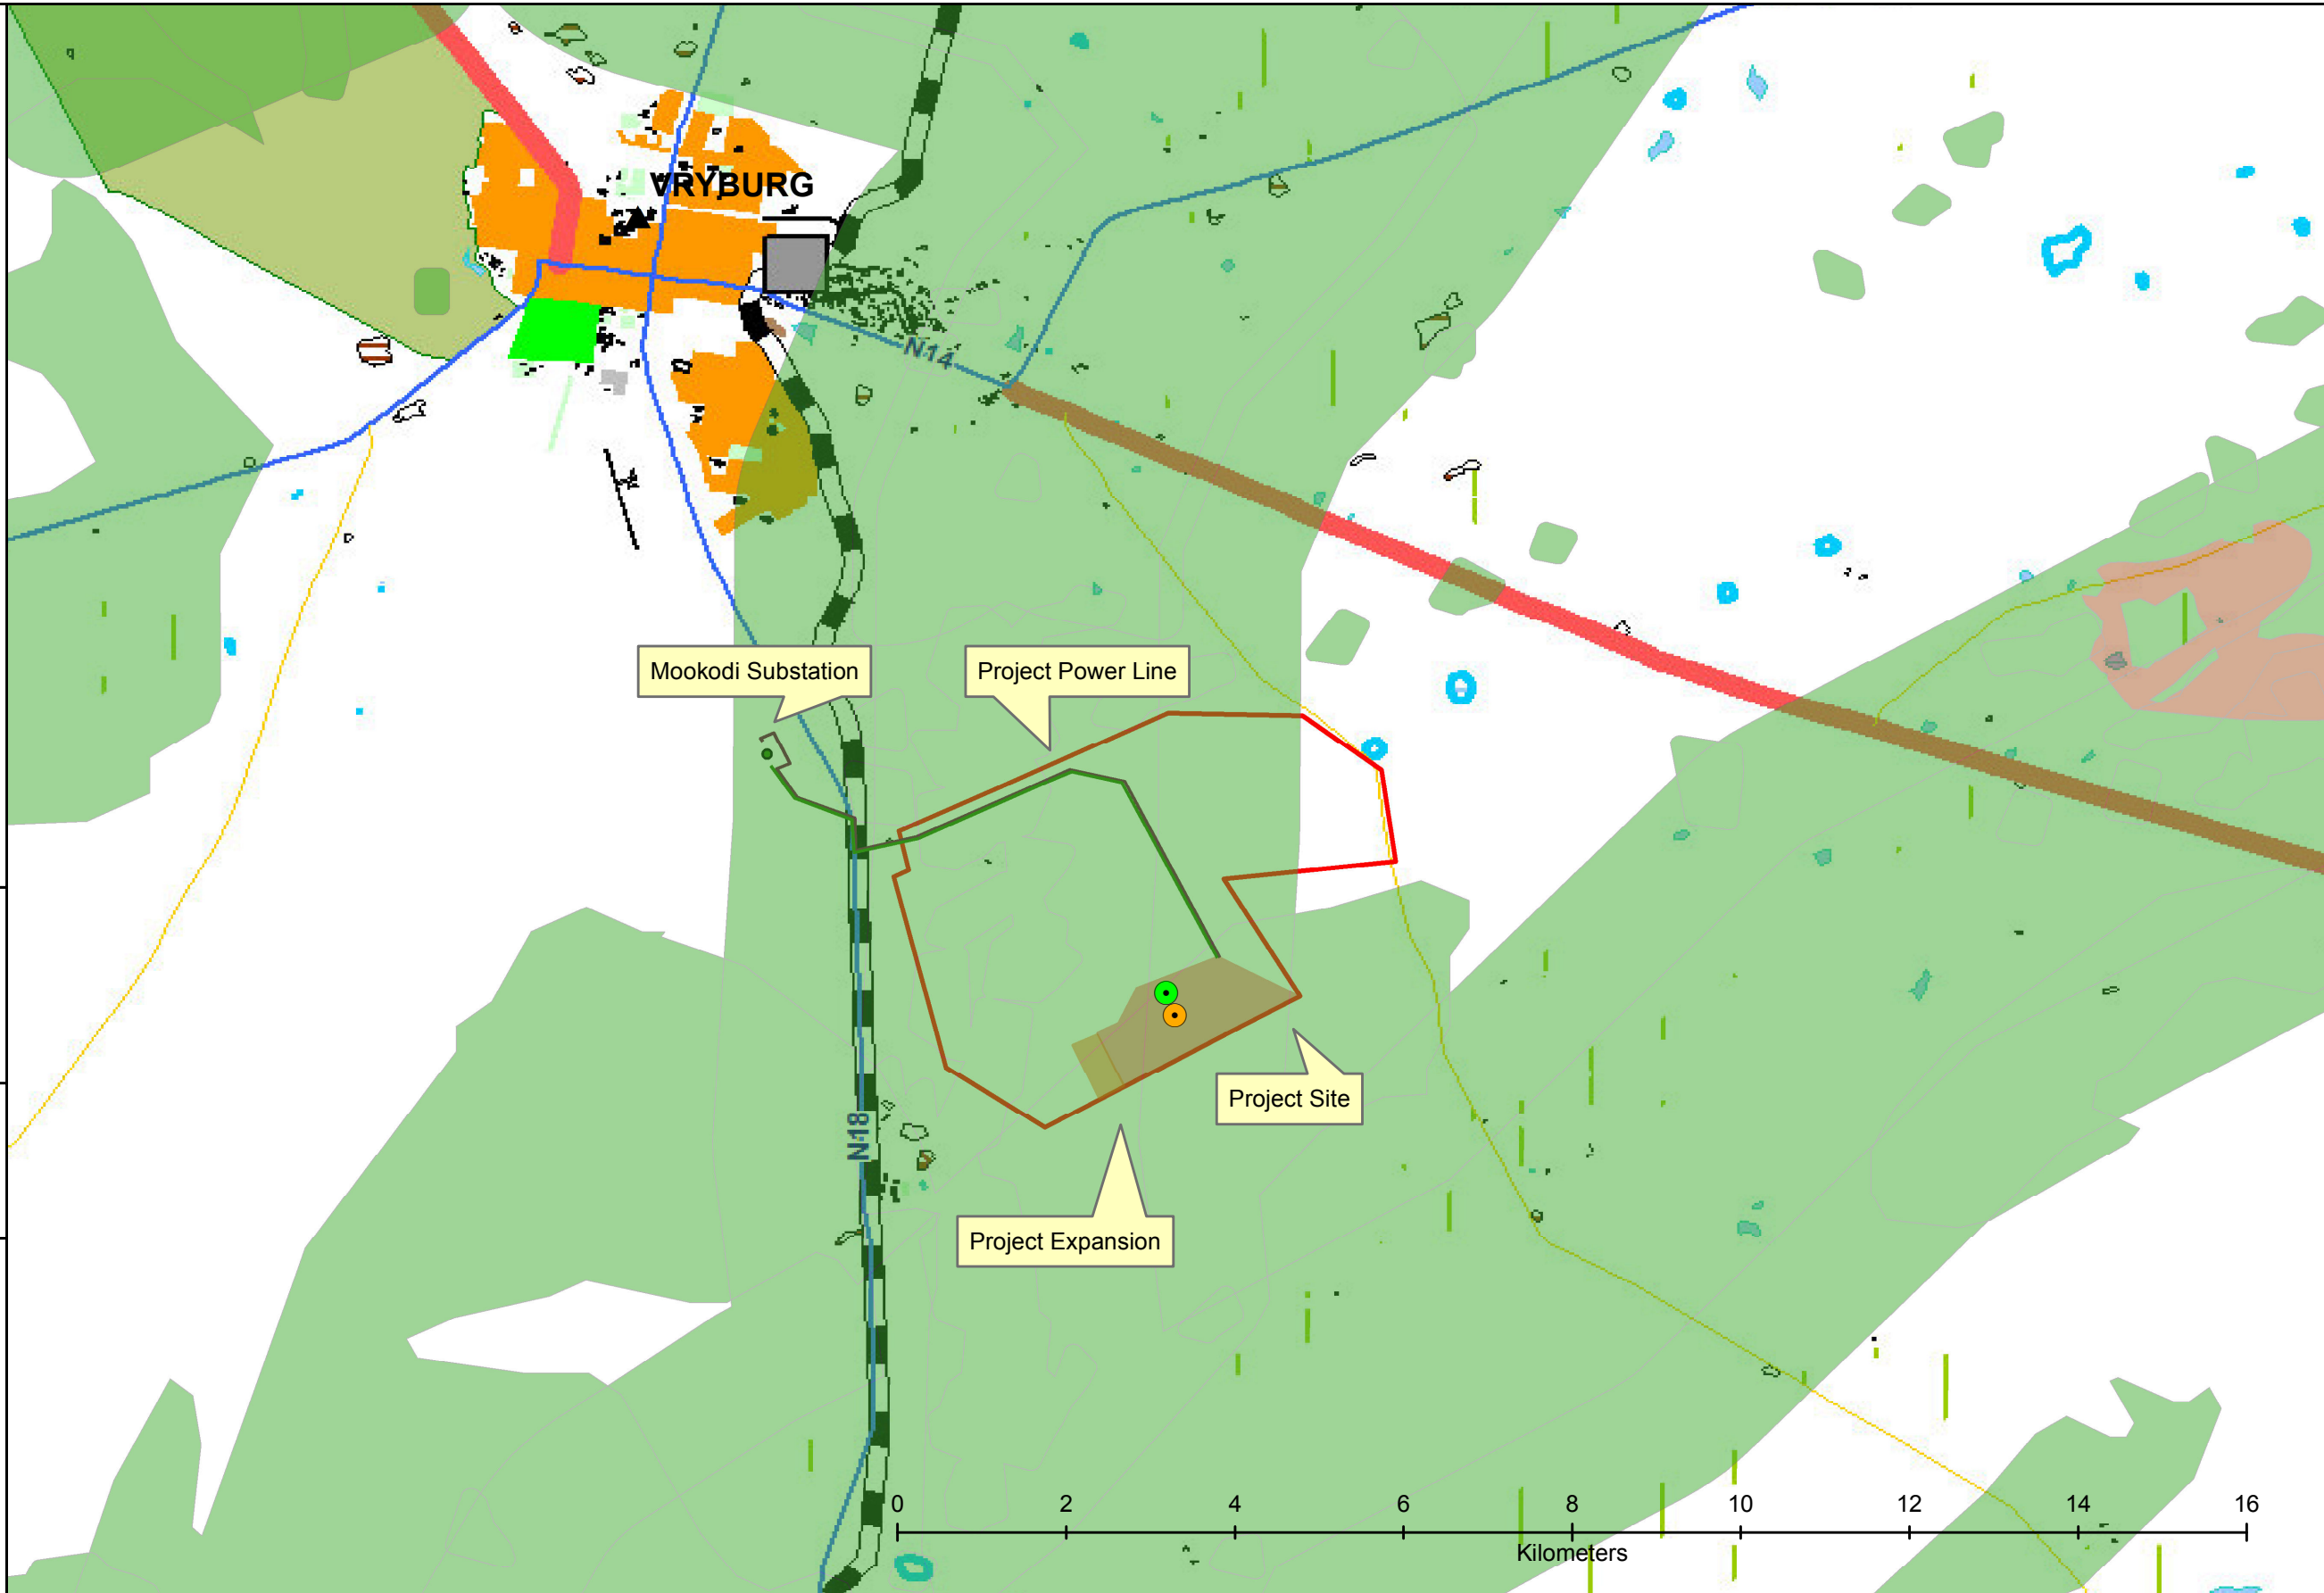 VRYBURG
N14
Mookodi Substation
Project Power Line
Project Site
N18
Project Expansion
0 2 4 6 8 10 12 14 16
Kilometers